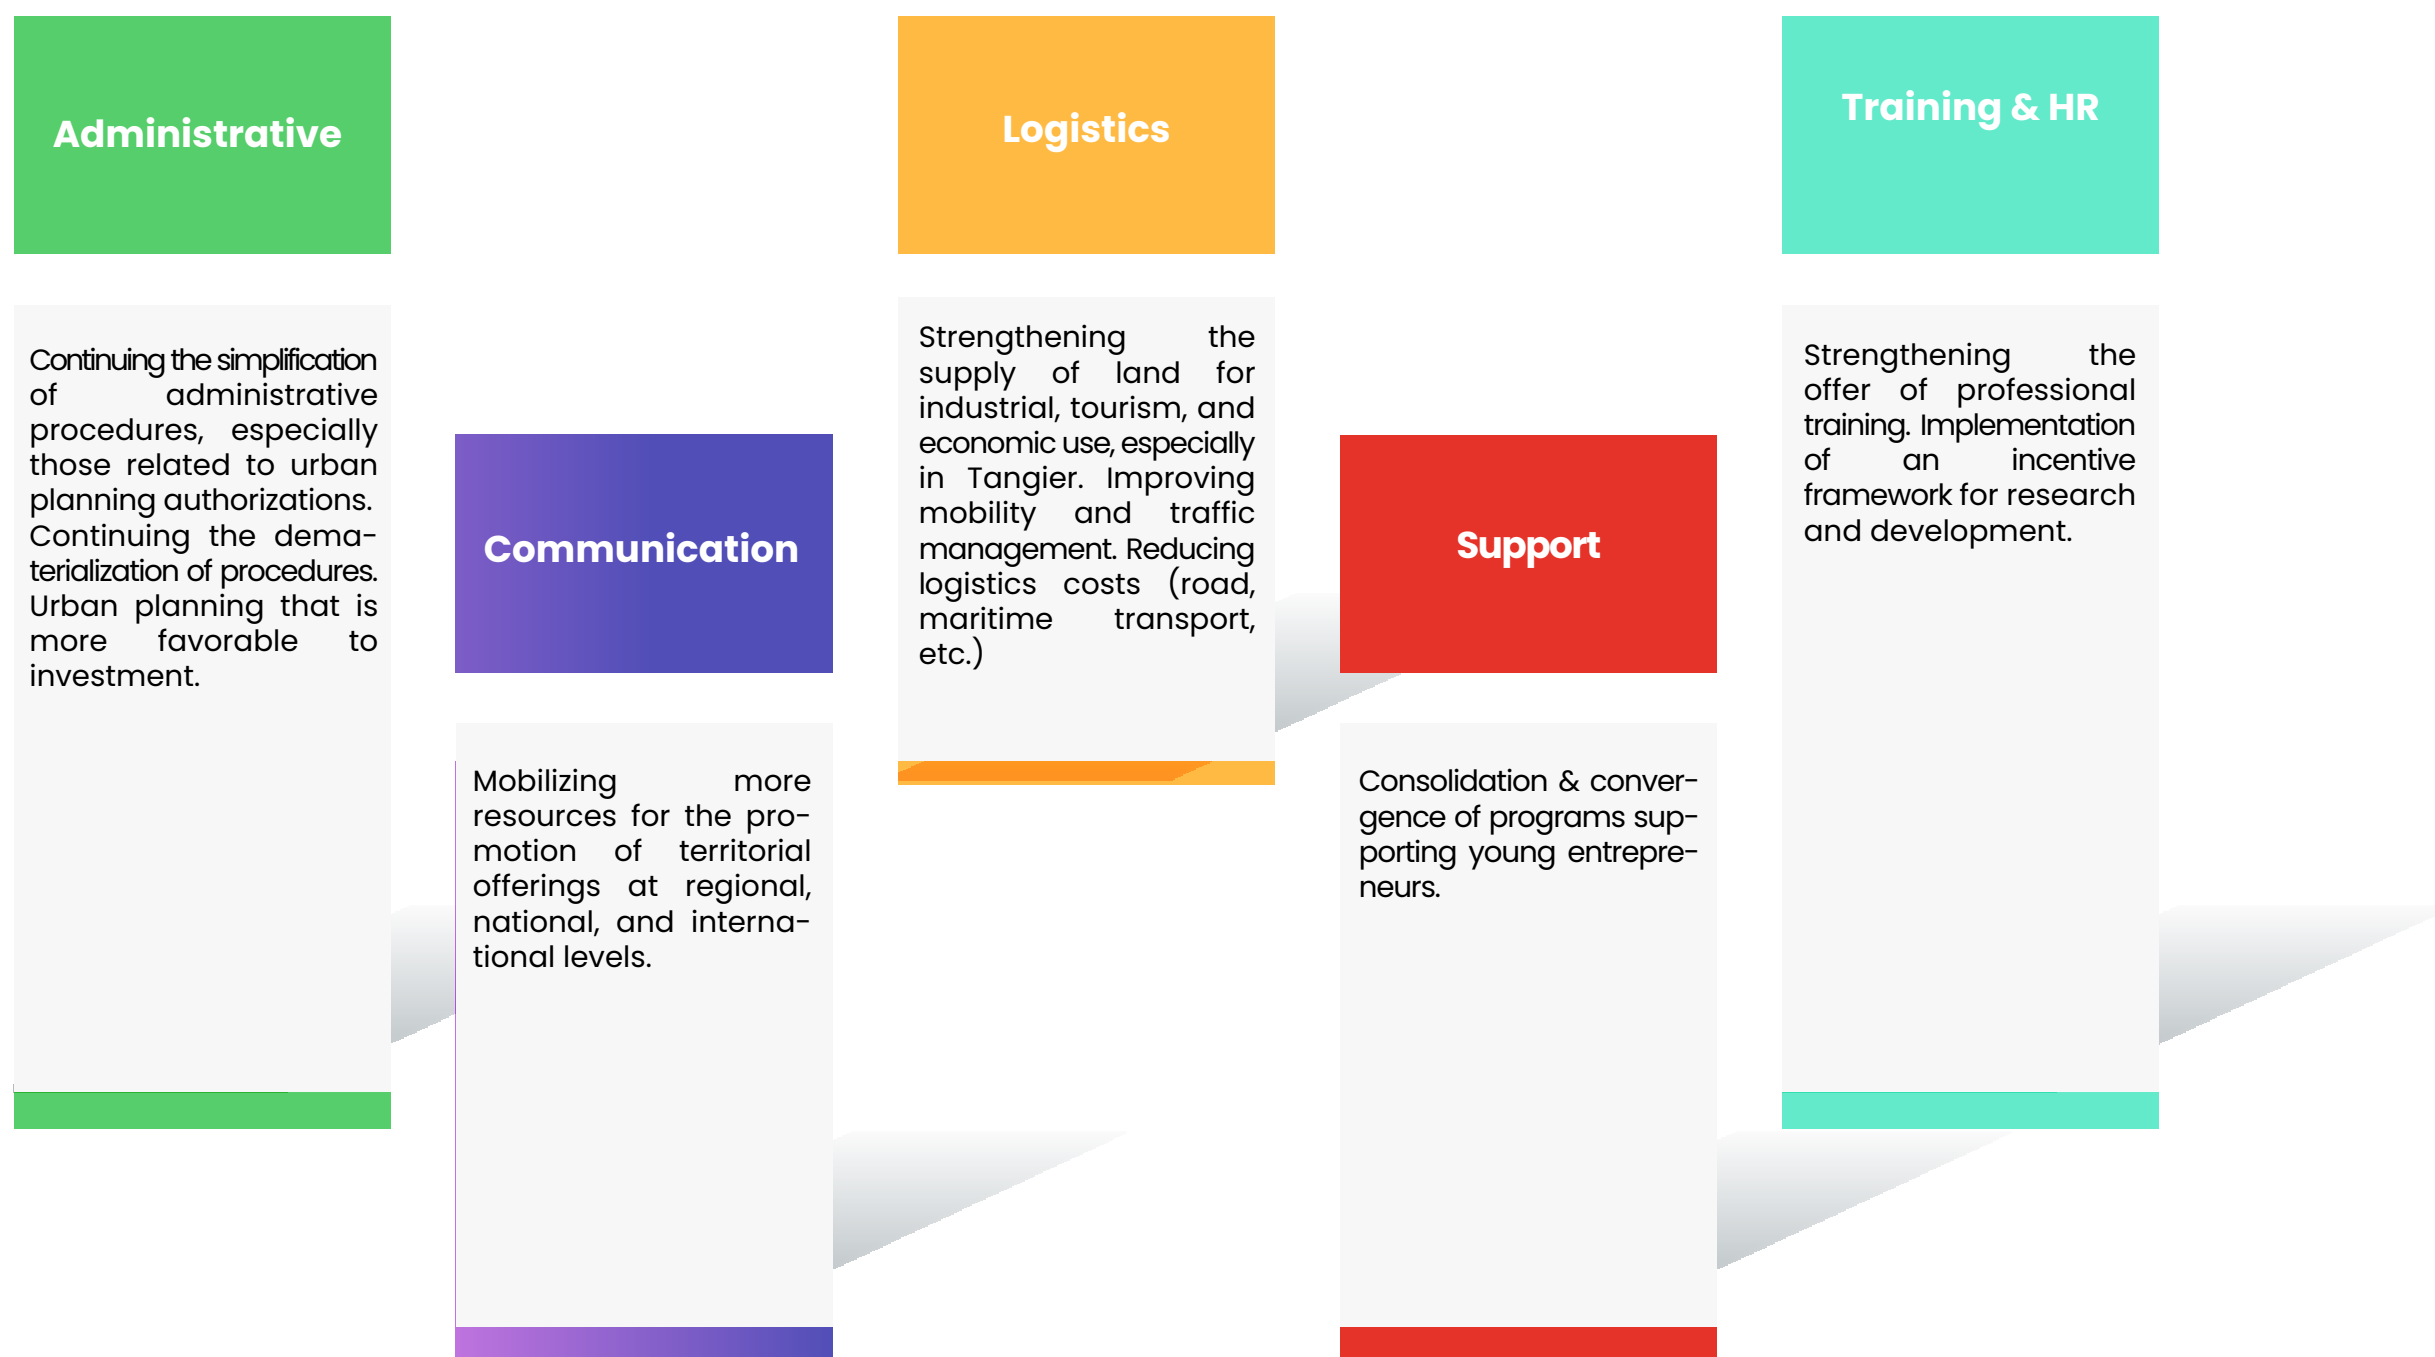 Administrative
Continuing the simplification
of administrative
procedures, especially
those related to urban
planning authorizations.
Continuing the dema-
terialization of procedures.
Urban planning that is
more favorable to
investment.
Communication
Mobilizing more
resources for the pro-
motion of territorial
offerings at regional,
national, and interna-
tional levels.
Logistics
Strengthening the
supply of land for
industrial, tourism, and
economic use, especially
in Tangier. Improving
mobility and traffic
management. Reducing
logistics costs (road,
maritime transport,
etc.)
Support
Consolidation & conver-
gence of programs sup-
porting young entrepre-
neurs.
Training & HR
Strengthening the
offer of professional
training. Implementation
of an incentive
framework for research
and development.